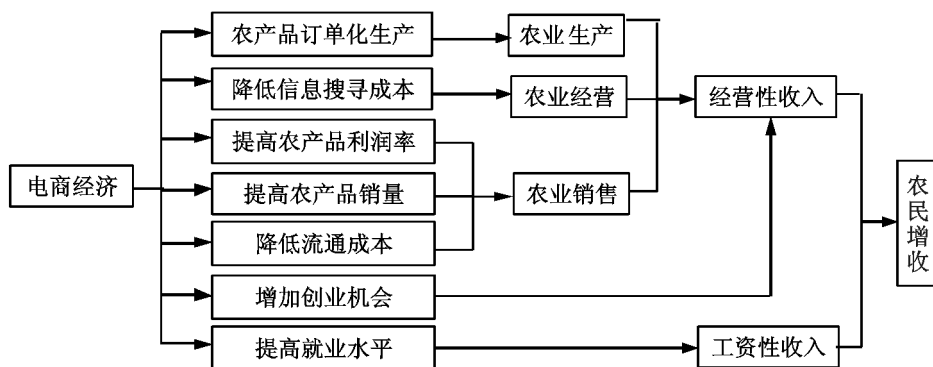 农产品订单化生产
农业生产
降低信息搜寻成本
农业经营
经营性收入
提高农产品利润率
电商经济
提高农产品销量
农业销售
农民增收
降低流通成本
增加创业机会
提高就业水平
工资性收入